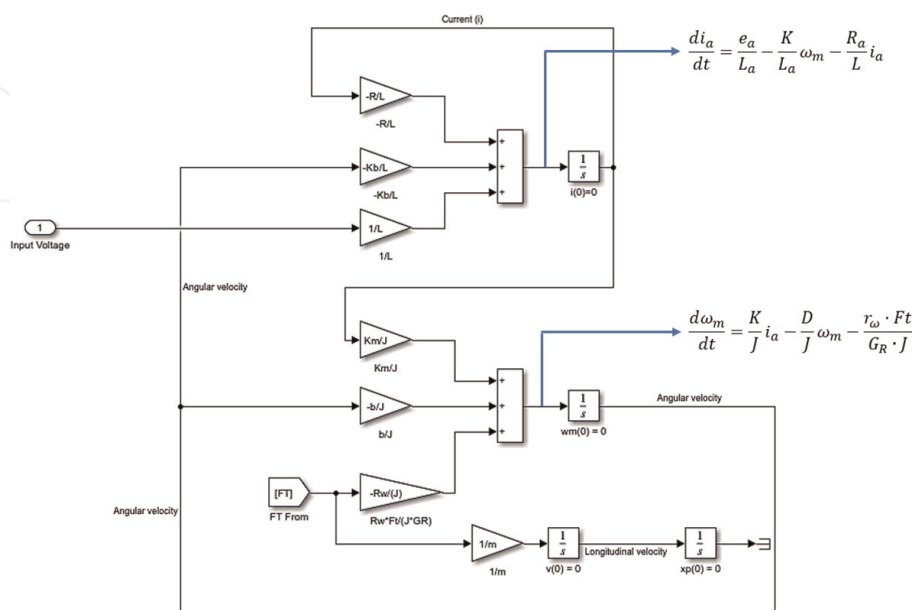 Current (i)
di_a/dt = e_a/L_a − K/L_a ω_m − R_a/L i_a
-R/L
-R/L
+
-Kb/L
+
1/s
-Kb/L
+
i(0)=0
1
1/L
Input Voltage
1/L
Angular velocity
dω_m/dt = K/J i_a − D/J ω_m − r_ω · Ft/G_R · J
Km/J
Km/J
+
-b/J
+
1/s
Angular velocity
b/J
+
wm(0) = 0
[FT]
-Rw/(J)
Angular velocity
FT From
Rw*Ft/(J*GR)
1/m
1/s
Longitudinal velocity
1/s
1/m
v(0) = 0
xp(0) = 0